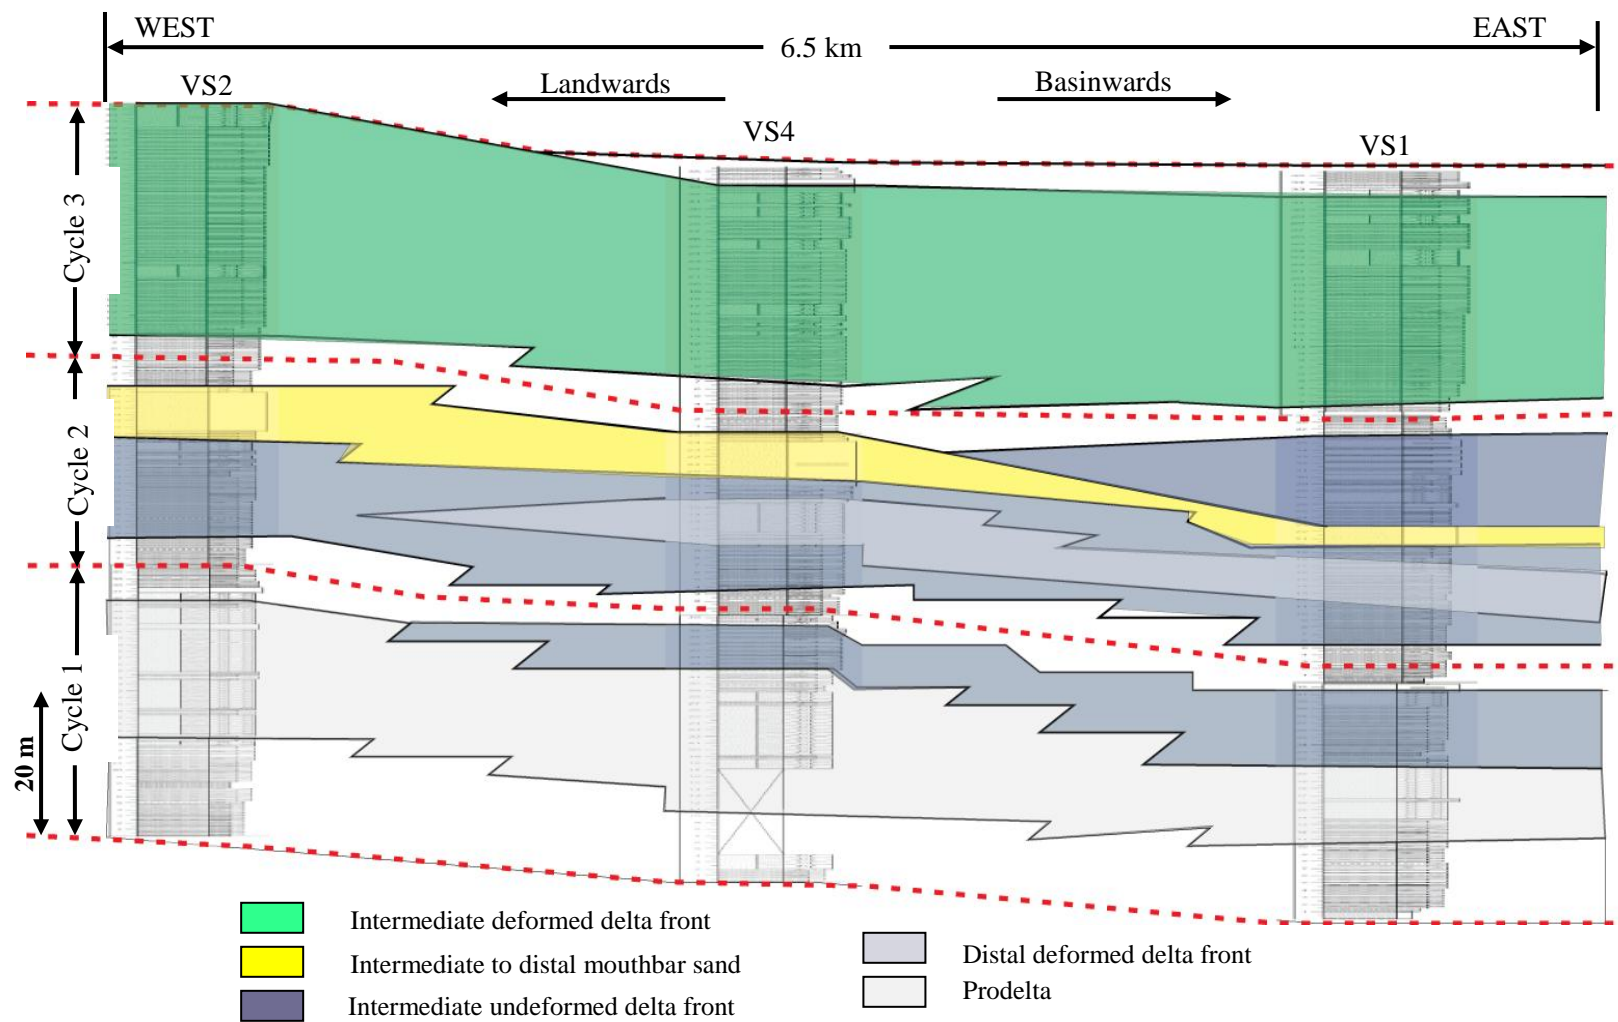 WEST
EAST
6.5 km
VS2
Landwards
Basinwards
VS4
VS1
Cycle 3
Cycle 2
Cycle 1
20 m
Intermediate deformed delta front
Intermediate to distal mouthbar sand
Intermediate undeformed delta front
Distal deformed delta front
Prodelta